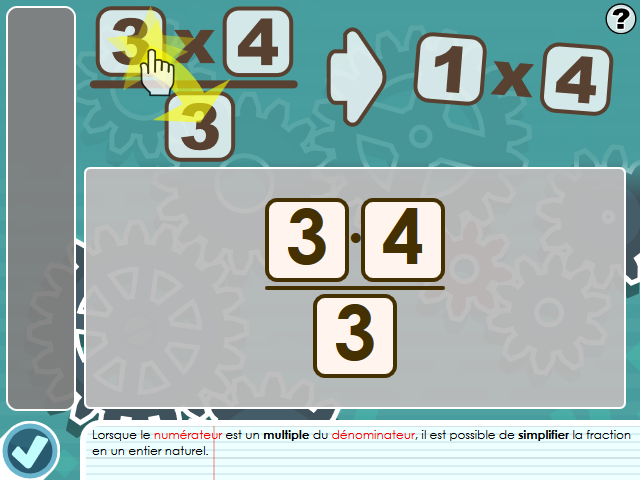 ?
3 x 4
1 x 4
3
3 · 4
3
Lorsque le numérateur est un multiple du dénominateur, il est possible de simplifier la fraction
en un entier naturel.